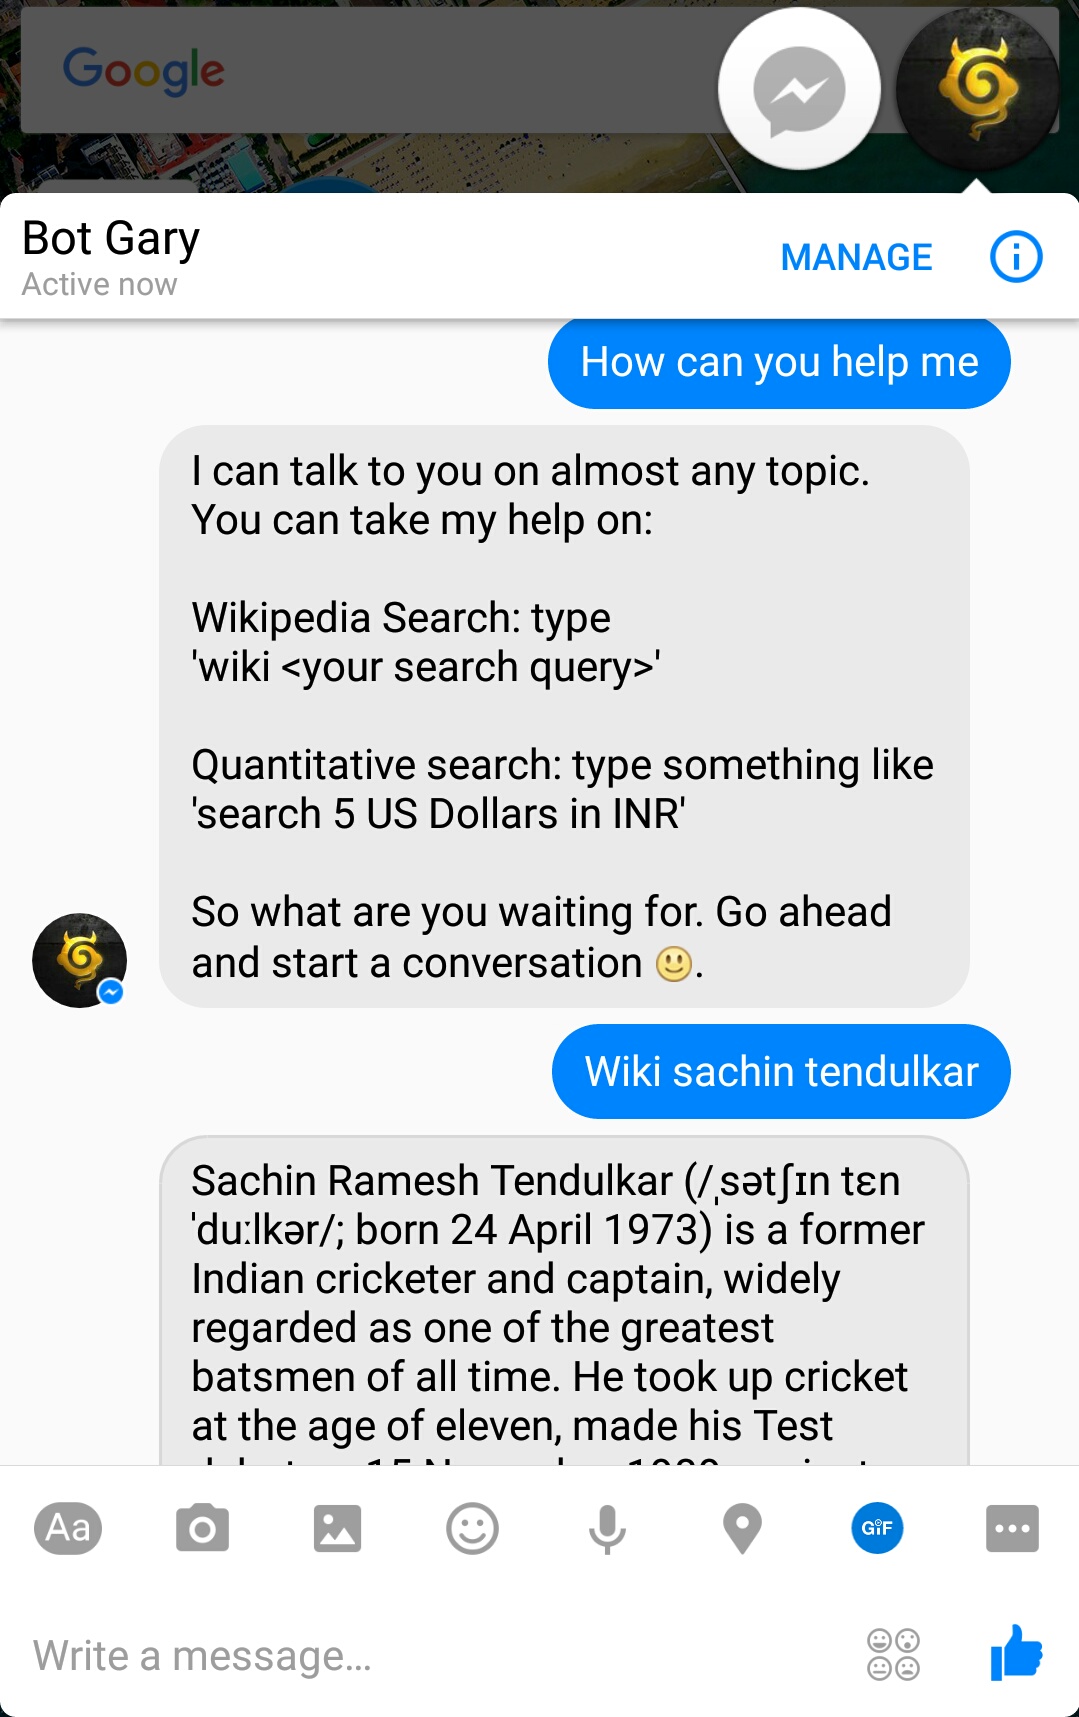 Google
Bot Gary
Active now
MANAGE
How can you help me
I can talk to you on almost any topic.
You can take my help on:
Wikipedia Search: type
'wiki <your search query>'
Quantitative search: type something like
'search 5 US Dollars in INR'
So what are you waiting for. Go ahead
and start a conversation 🙂.
Wiki sachin tendulkar
Sachin Ramesh Tendulkar (/ˌsətʃɪn tɛn
ˈduːlkər/; born 24 April 1973) is a former
Indian cricketer and captain, widely
regarded as one of the greatest
batsmen of all time. He took up cricket
at the age of eleven, made his Test
15 November 1989
Aa
GIF
Write a message...